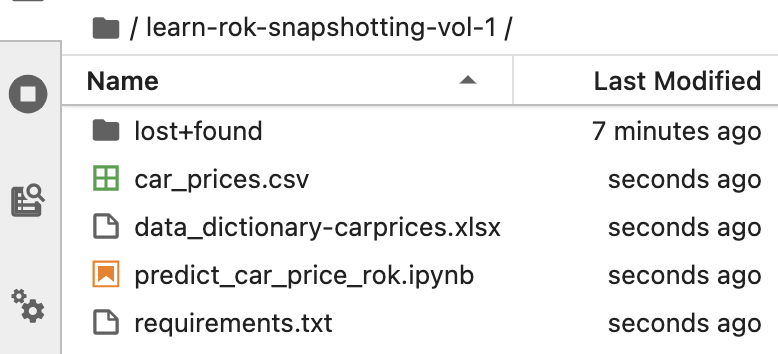 / learn-rok-snapshotting-vol-1 /
Name Last Modified
lost+found 7 minutes ago
car_prices.csv seconds ago
data_dictionary-carprices.xlsx seconds ago
predict_car_price_rok.ipynb seconds ago
requirements.txt seconds ago